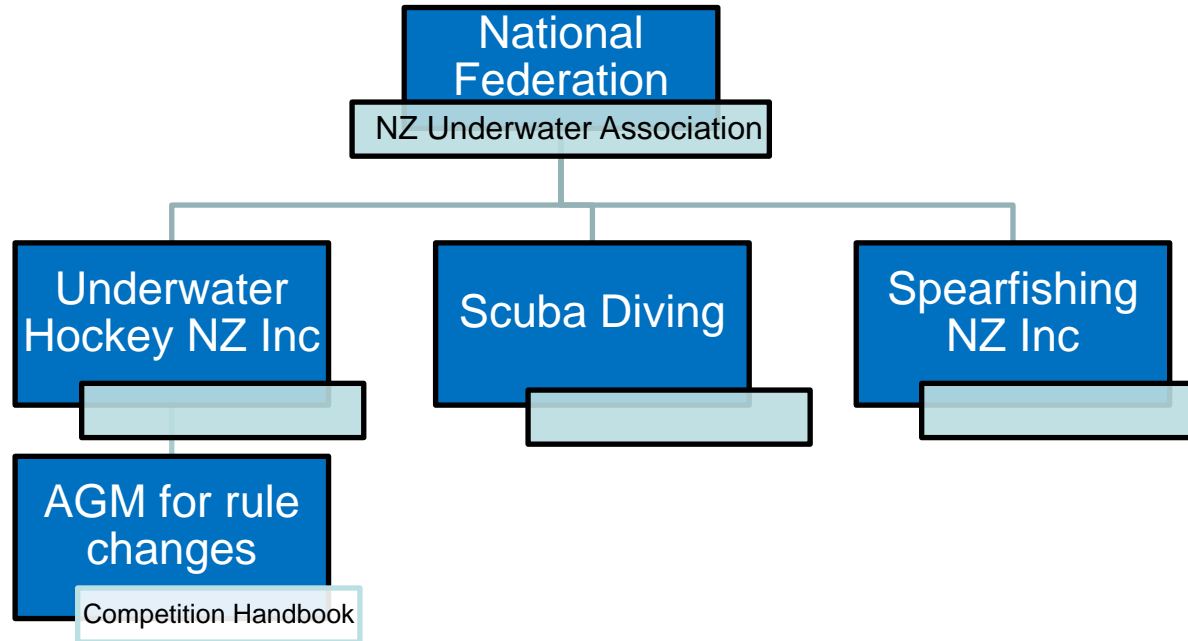 National
Federation
NZ Underwater Association
Underwater
Hockey NZ Inc
Scuba Diving
Spearfishing
NZ Inc
AGM for rule
changes
Competition Handbook